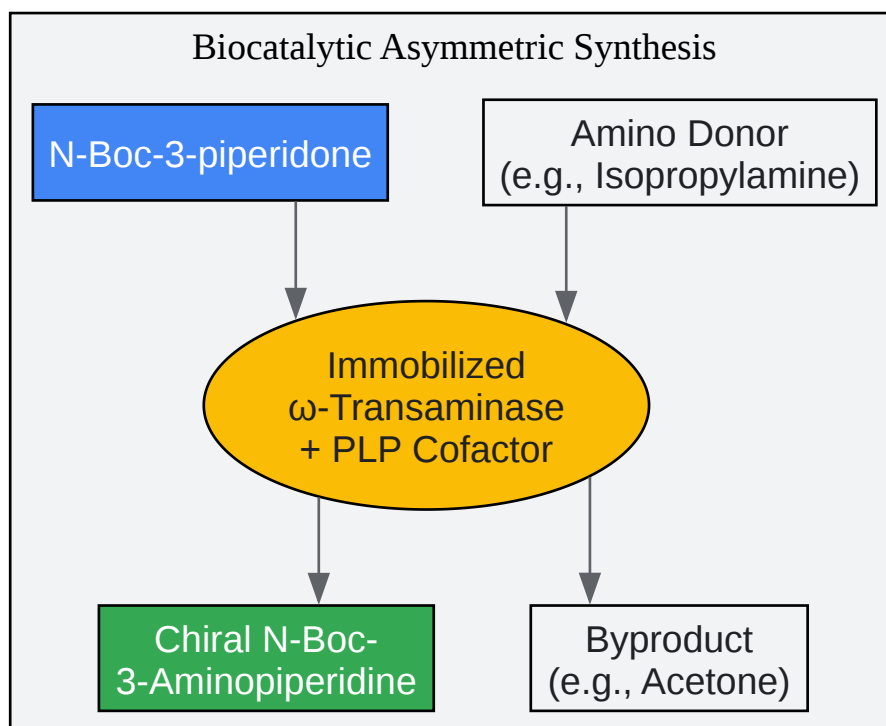 Biocatalytic Asymmetric Synthesis
N-Boc-3-piperidone
Amino Donor
(e.g., Isopropylamine)
Immobilized
ω-Transaminase
+ PLP Cofactor
Chiral N-Boc-
3-Aminopiperidine
Byproduct
(e.g., Acetone)